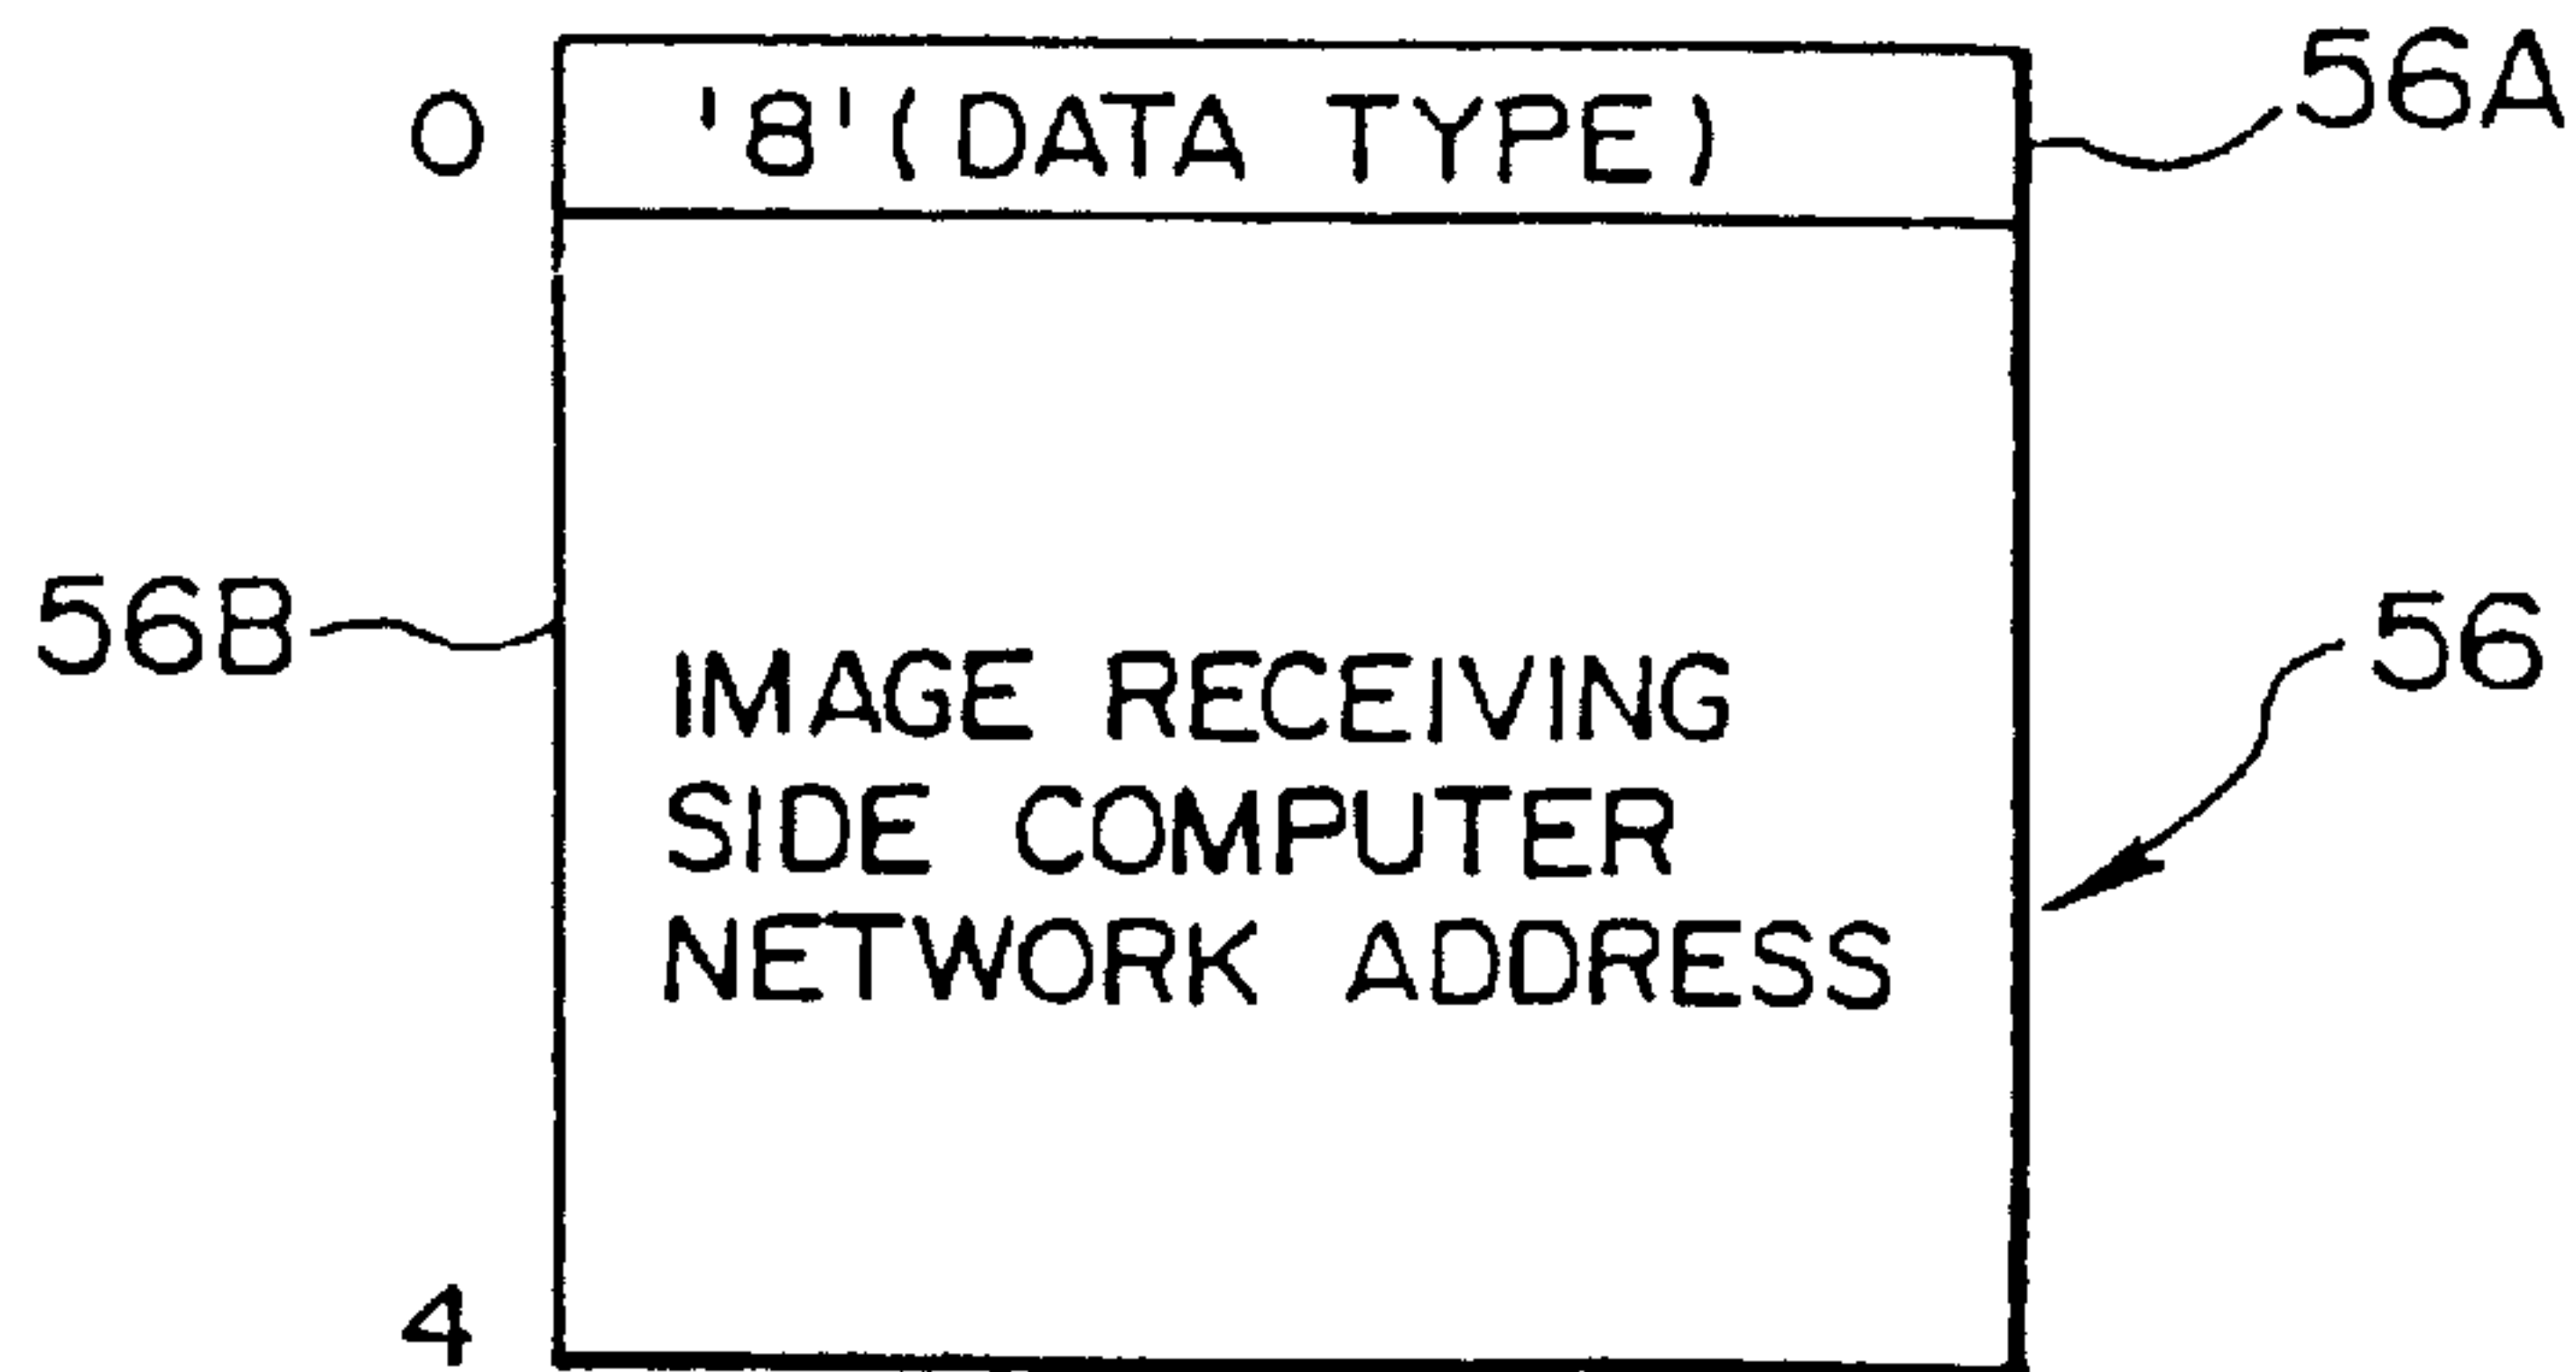 0 '8' (DATA TYPE) 56A
56B
IMAGE RECEIVING
SIDE COMPUTER
NETWORK ADDRESS
56
4